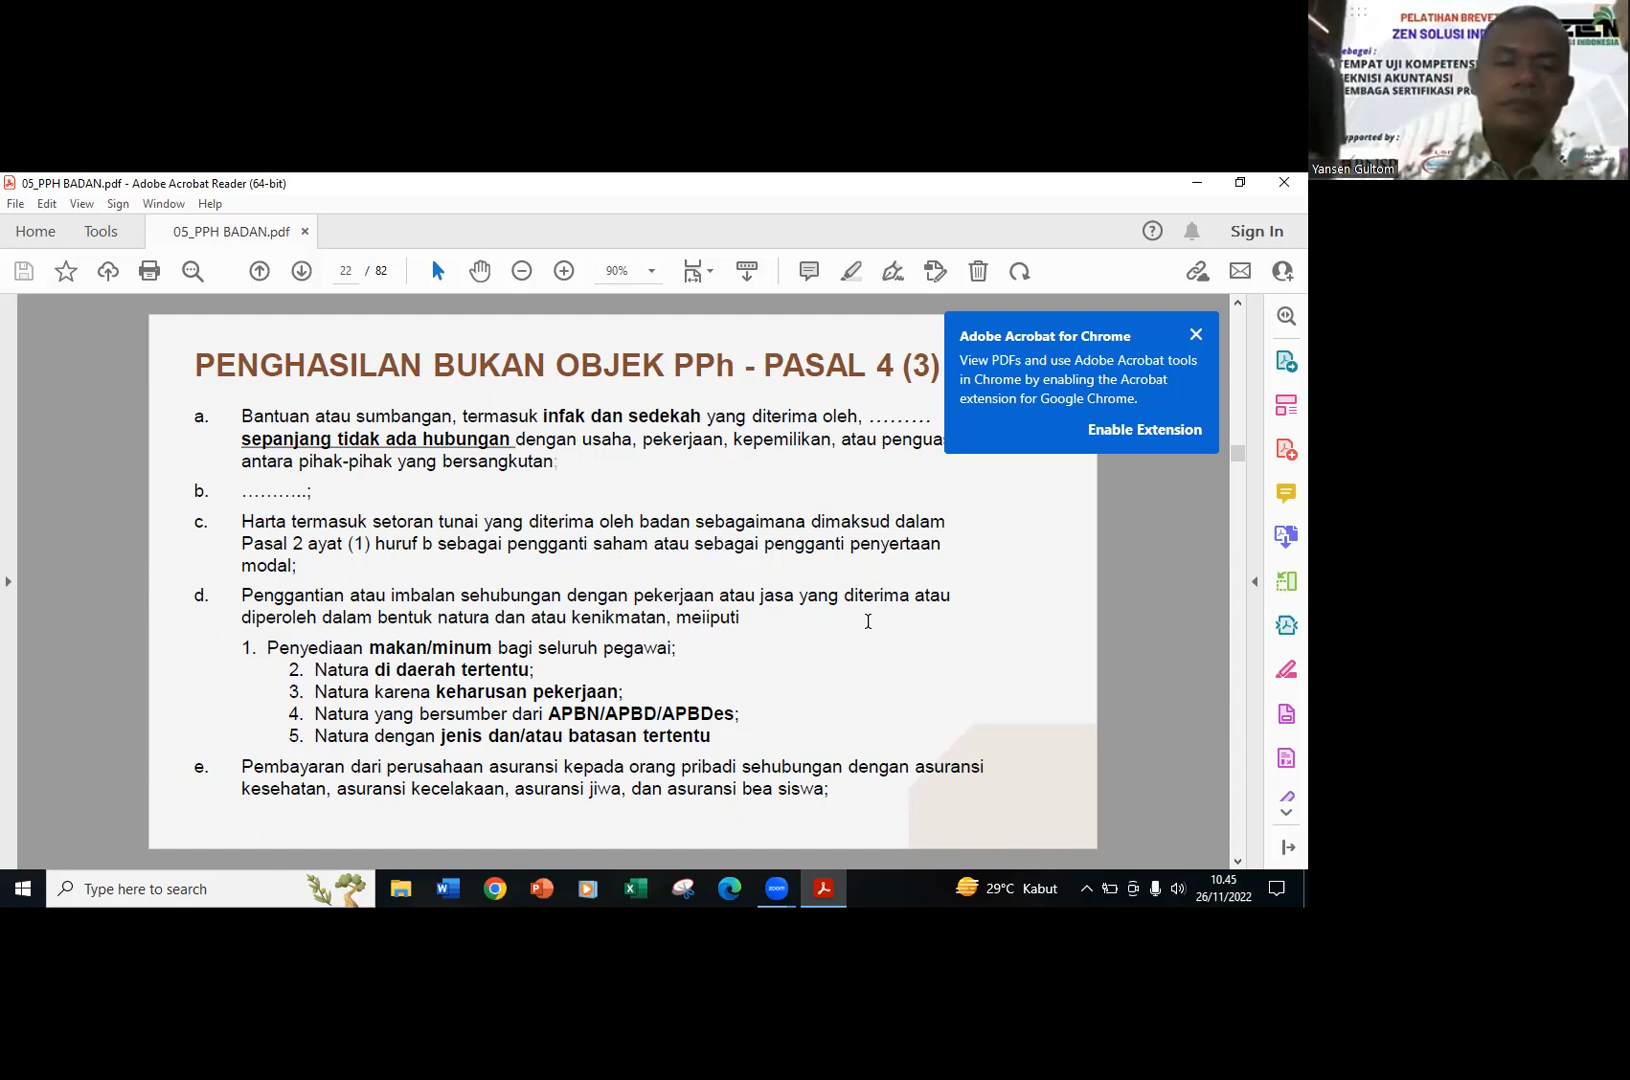 PELATIHAN BREVE
ZEN SOLUSI IND
ebagai :
EMPAT UJI KOMPETENS
EKNISI AKUNTANSI
EMBAGA SERTIFIKASI PR
pported by :
Yansen Gultom
05_PPH BADAN.pdf - Adobe Acrobat Reader (64-bit)
File Edit View Sign Window Help
Home Tools 05_PPH BADAN.pdf × Sign In
22 / 82 90%
PENGHASILAN BUKAN OBJEK PPh - PASAL 4 (3)
Adobe Acrobat for Chrome
View PDFs and use Adobe Acrobat tools
in Chrome by enabling the Acrobat
extension for Google Chrome.
Enable Extension
a. Bantuan atau sumbangan, termasuk infak dan sedekah yang diterima oleh, ………
sepanjang tidak ada hubungan dengan usaha, pekerjaan, kepemilikan, atau pengua
antara pihak-pihak yang bersangkutan;
b. ………..;
c. Harta termasuk setoran tunai yang diterima oleh badan sebagaimana dimaksud dalam
Pasal 2 ayat (1) huruf b sebagai pengganti saham atau sebagai pengganti penyertaan
modal;
d. Penggantian atau imbalan sehubungan dengan pekerjaan atau jasa yang diterima atau
diperoleh dalam bentuk natura dan atau kenikmatan, meiiputi
1. Penyediaan makan/minum bagi seluruh pegawai;
2. Natura di daerah tertentu;
3. Natura karena keharusan pekerjaan;
4. Natura yang bersumber dari APBN/APBD/APBDes;
5. Natura dengan jenis dan/atau batasan tertentu
e. Pembayaran dari perusahaan asuransi kepada orang pribadi sehubungan dengan asuransi
kesehatan, asuransi kecelakaan, asuransi jiwa, dan asuransi bea siswa;
Type here to search
29°C Kabut
10.45
26/11/2022